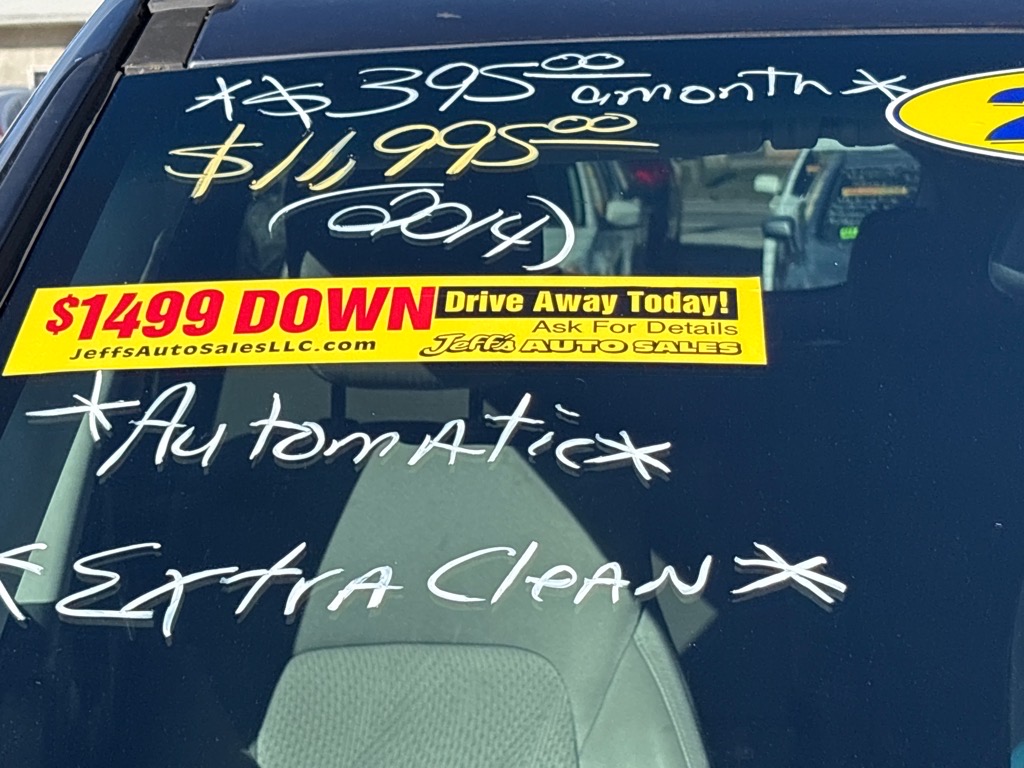 **$395.00 a month*
$11,995.00
(2014)
$1499 DOWN Drive Away Today!
Ask For Details
JeffsAutoSalesLLC.com Jeff's AUTO SALES
*Automatic*
*Extra Clean*